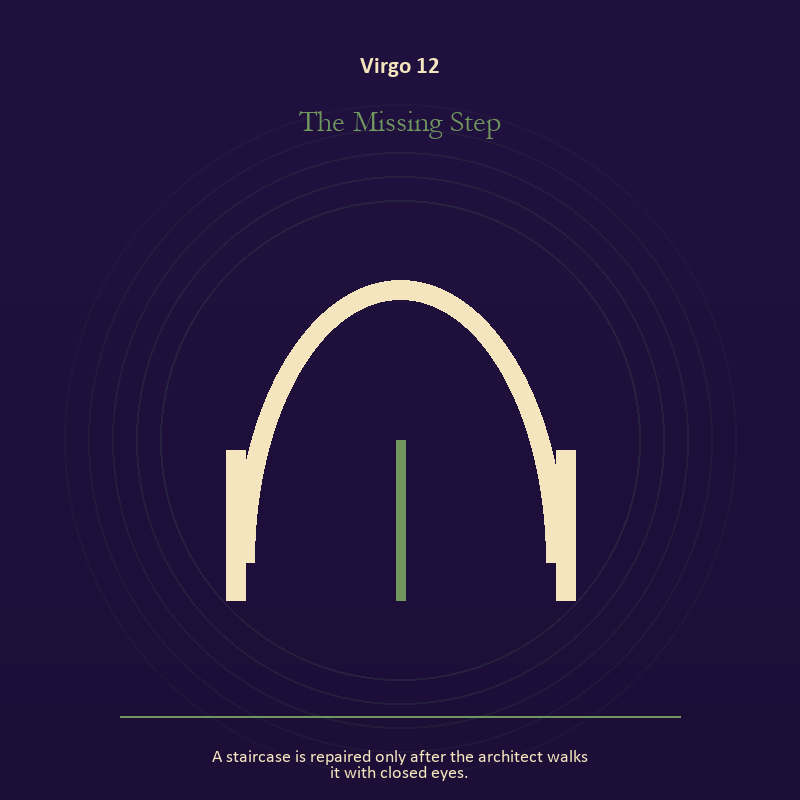 Virgo 12
The Missing Step
A staircase is repaired only after the architect walks
it with closed eyes.